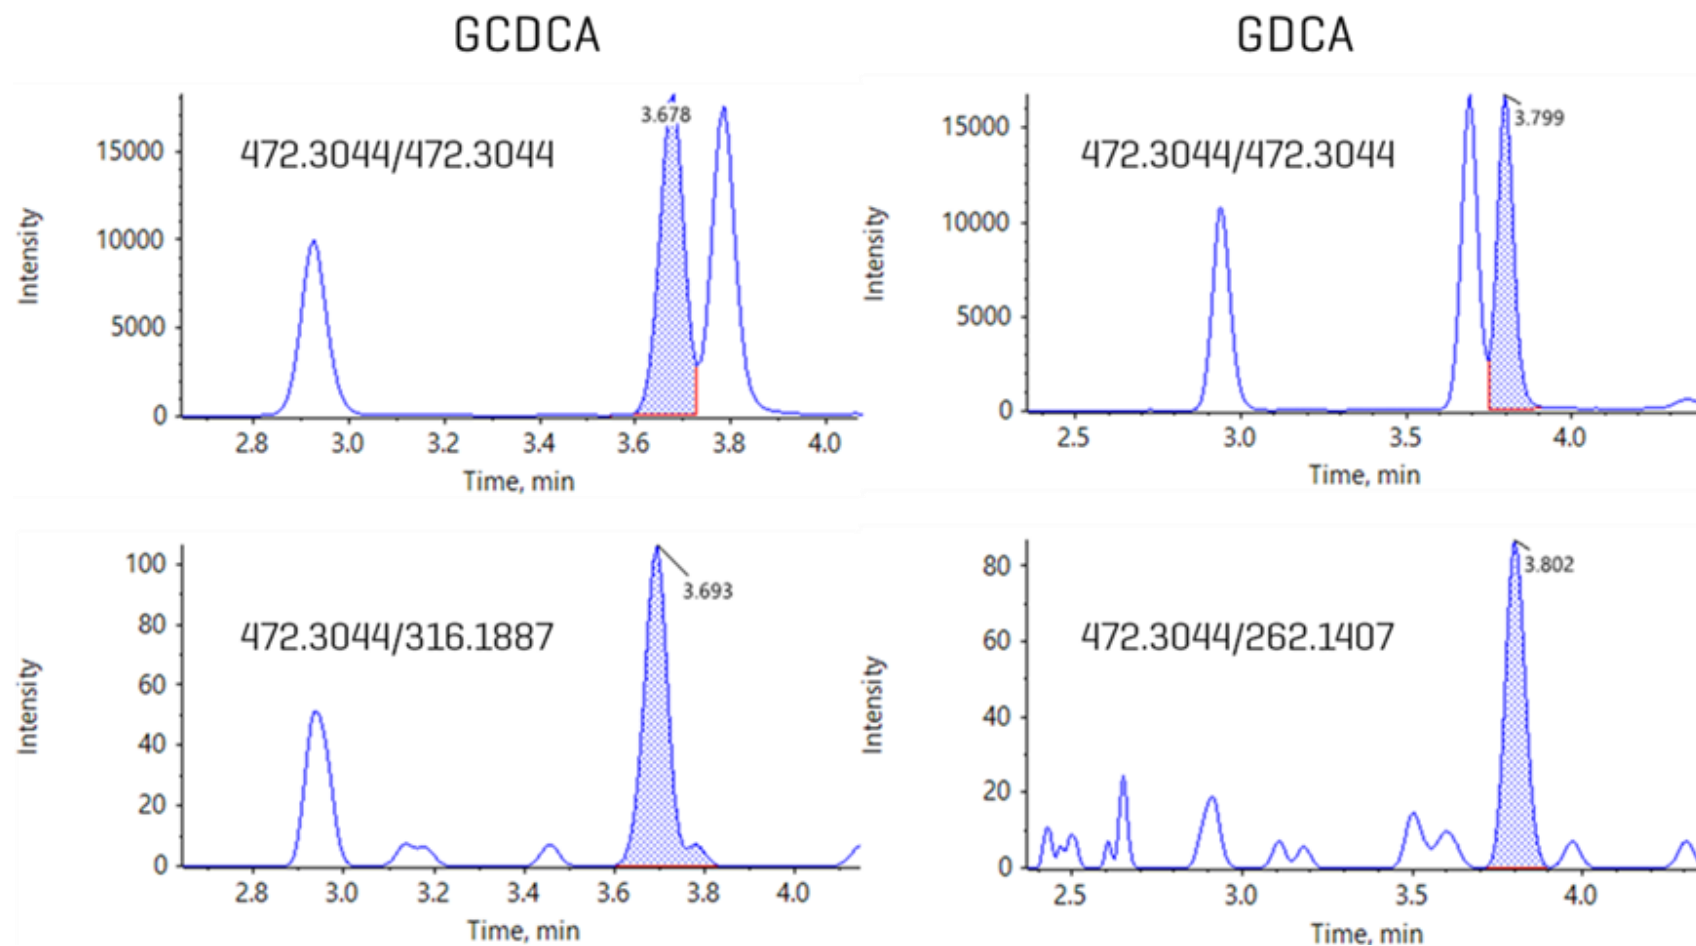 GCDCA
GDCA
3.678
472.3044/472.3044
15000
10000
5000
0
Intensity
2.8 3.0 3.2 3.4 3.6 3.8 4.0
Time, min
3.799
472.3044/472.3044
15000
10000
5000
0
Intensity
2.5 3.0 3.5 4.0
Time, min
100
80
60
40
20
0
3.693
472.3044/316.1887
Intensity
2.8 3.0 3.2 3.4 3.6 3.8 4.0
Time, min
80
60
40
20
0
3.802
472.3044/262.1407
Intensity
2.5 3.0 3.5 4.0
Time, min